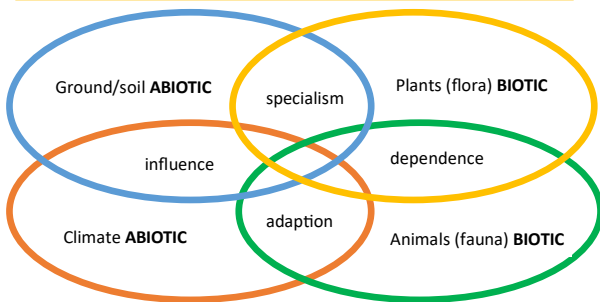 Ground/soil ABIOTIC
Plants (flora) BIOTIC
specialism
influence
dependence
adaption
Climate ABIOTIC
Animals (fauna) BIOTIC